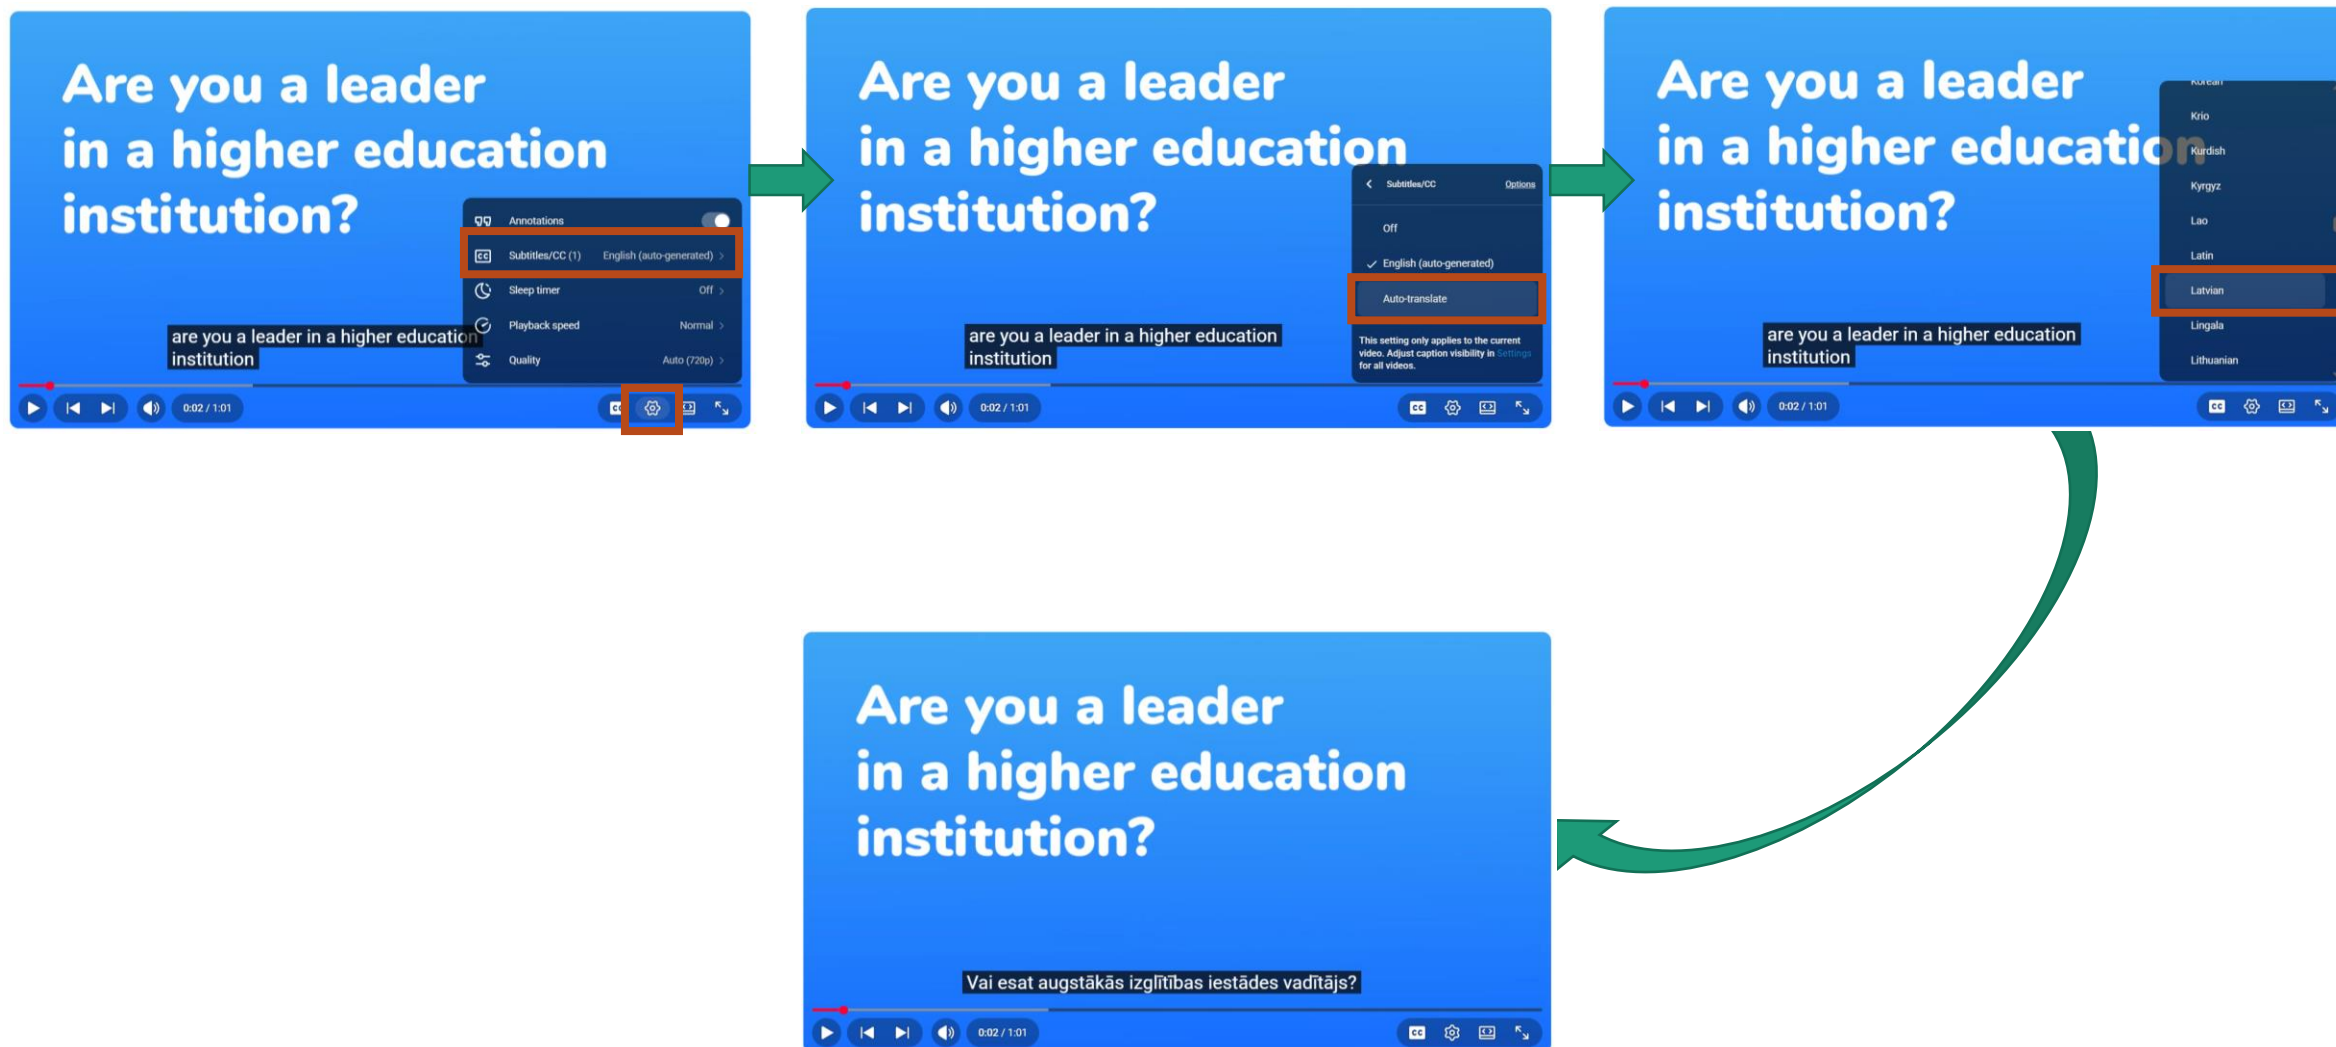 Are you a leader
in a higher education
institution?
Annotations
Subtitles/CC (1) English (auto-generated) >
Sleep timer Off >
Playback speed Normal >
Quality Auto (720p) >
are you a leader in a higher education
institution
0:02 / 1:01
CC
Are you a leader
in a higher education
institution?
< Subtitles/CC Options
Off
✓ English (auto-generated)
Auto-translate
This setting only applies to the current
video. Adjust caption visibility in Settings
for all videos.
are you a leader in a higher education
institution
0:02 / 1:01
CC
Are you a leader
in a higher education
institution?
Korean
Krio
Kurdish
Kyrgyz
Lao
Latin
Latvian
Lingala
Lithuanian
are you a leader in a higher education
institution
0:02 / 1:01
CC
Are you a leader
in a higher education
institution?
Vai esat augstākās izglītības iestādes vadītājs?
0:02 / 1:01
CC